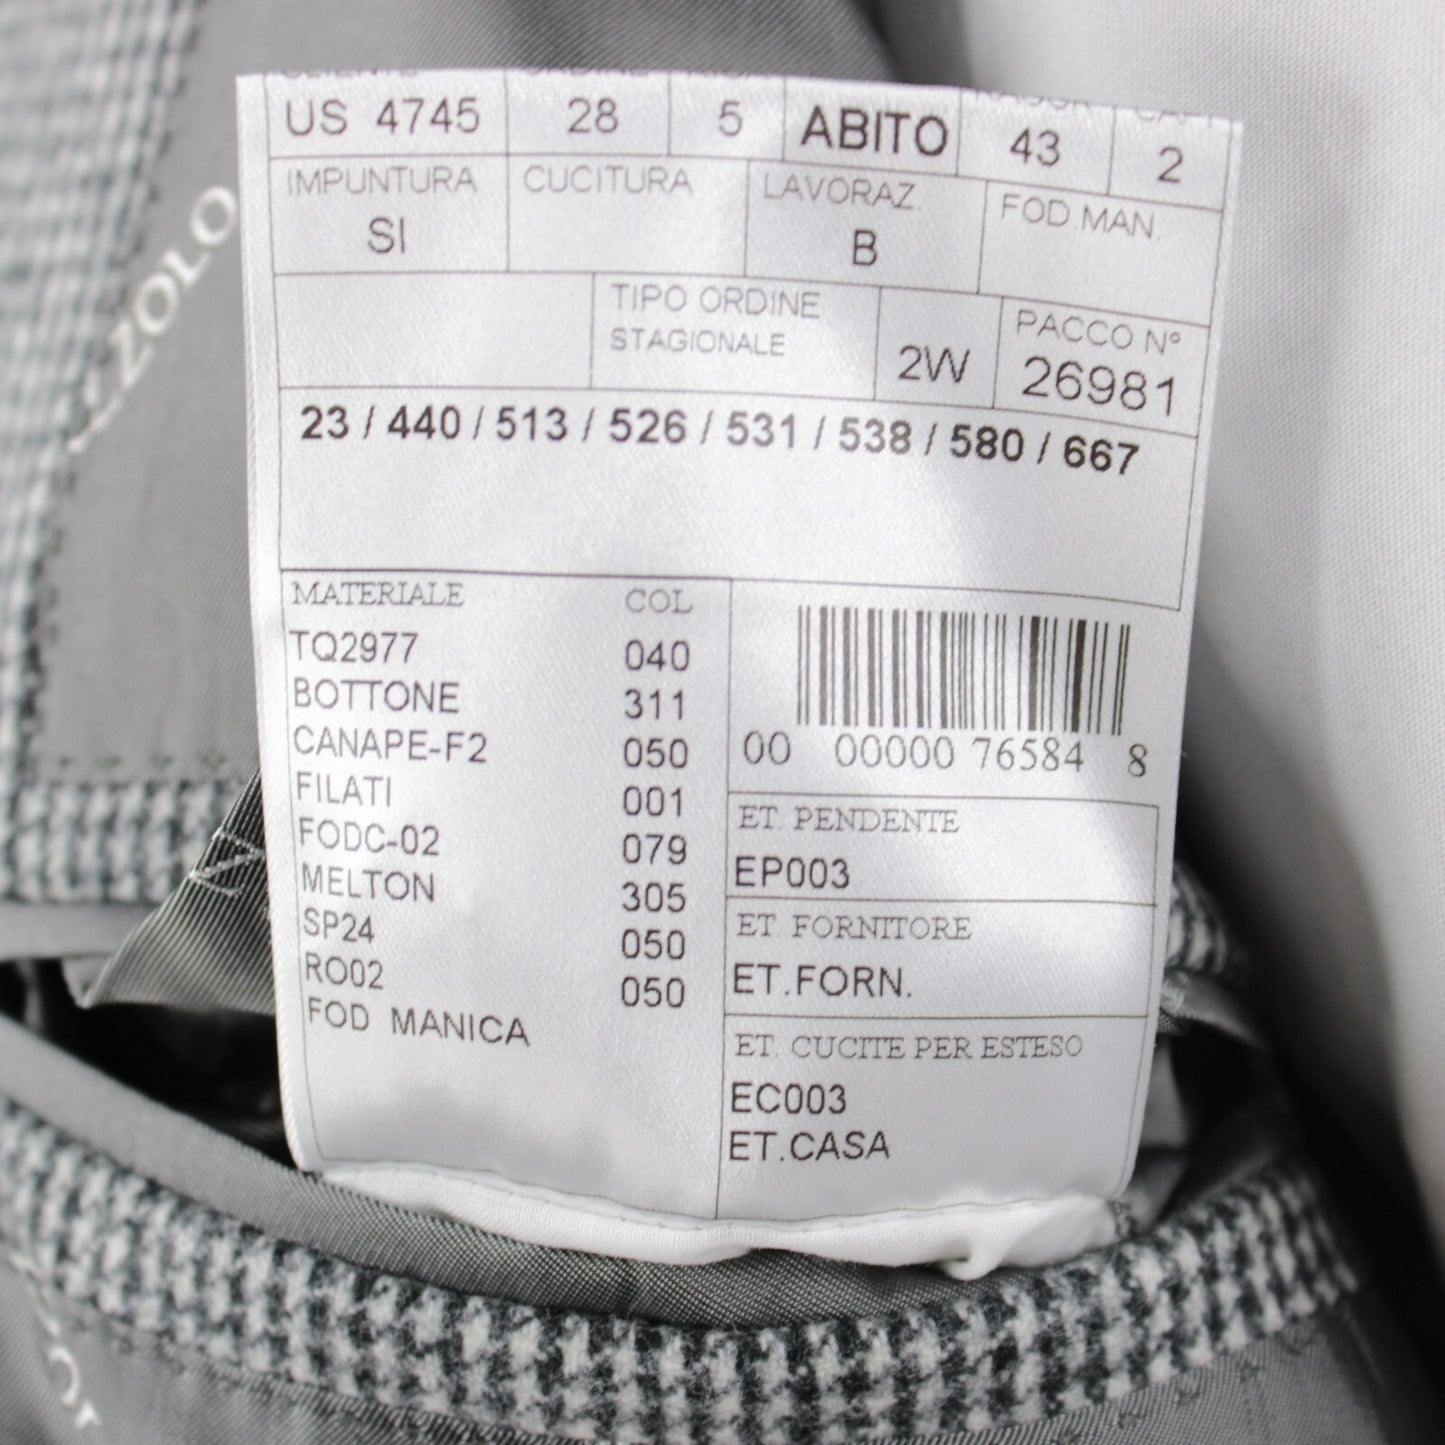 US 4745 28 5 ABITO 43 2
IMPUNTURA CUCITURA LAVORAZ. FOD.MAN.
SI B
TIPO ORDINE
STAGIONALE
2W
PACCO Nº
26981
23 / 440 / 513 / 526 / 531 / 538 / 580 / 667
MATERIALE COL
TQ2977 040
BOTTONE 311
CANAPE-F2 050
FILATI 001
FODC-02 079
MELTON 305
SP24 050
RO02 050
FOD MANICA
00 00000 76584 8
ET. PENDENTE
EP003
ET. FORNITORE
ET.FORN.
ET. CUCITE PER ESTESO
EC003
ET.CASA